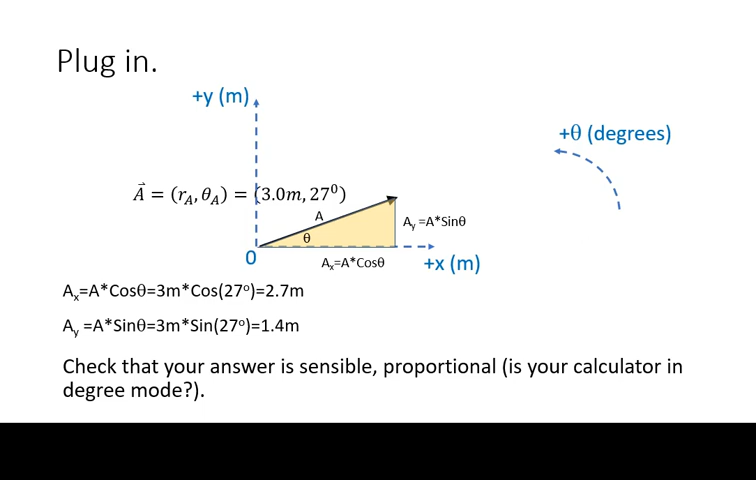 Plug in.
+y (m)
+θ (degrees)
A⃗ = (r_A, θ_A) = (3.0m, 27⁰)
A
A_y =A*Sinθ
θ
0
A_x=A*Cosθ
+x (m)
A_x=A*Cosθ=3m*Cos(27°)=2.7m
A_y =A*Sinθ=3m*Sin(27°)=1.4m
Check that your answer is sensible, proportional (is your calculator in
degree mode?).